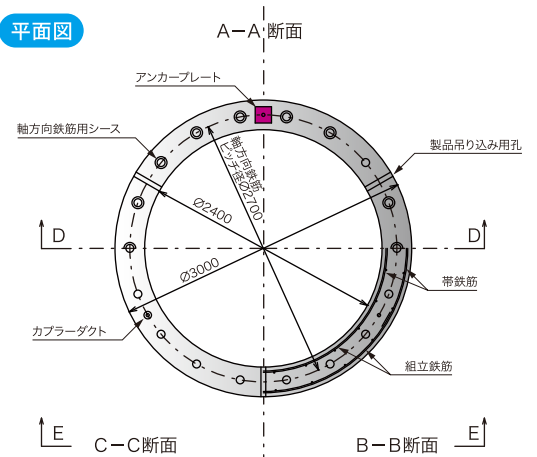 平面図
A－A 断面
アンカープレート
軸方向鉄筋用シース
製品吊り込み用孔
軸方向鉄筋
ピッチ径Ø2700
Ø2400
D
D
Ø3000
帯鉄筋
カプラーダクト
組立鉄筋
E
C－C断面
B－B断面
E